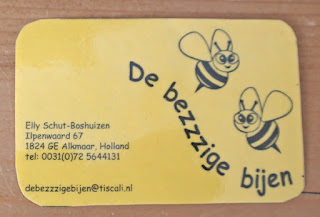 De bezzzige bijen
Elly Schut-Boshuizen
Ilpenwaard 67
1824 GE Alkmaar, Holland
tel: 0031(0)72 5644131
debezzzigebijen@tiscali.nl